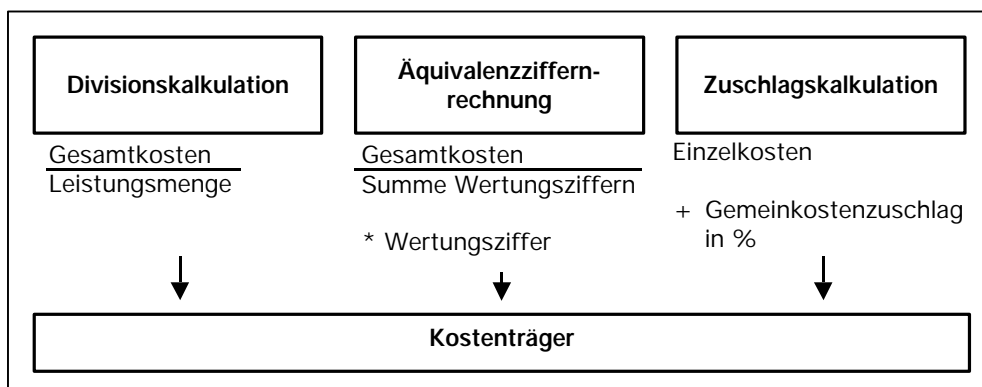 Divisionskalkulation
Gesamtkosten
Leistungsmenge
Äquivalenzziffern-
rechnung
Gesamtkosten
Summe Wertungsziffern
* Wertungsziffer
Zuschlagskalkulation
Einzelkosten
+ Gemeinkostenzuschlag
in %
Kostenträger